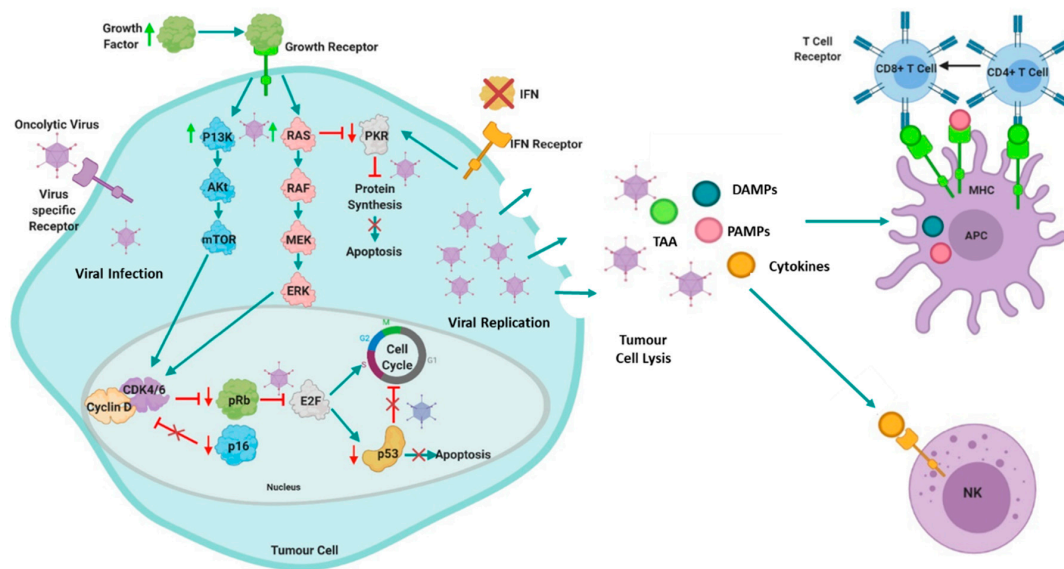 Growth
Factor
Growth Receptor
IFN
IFN Receptor
Oncolytic Virus
Virus
specific
Receptor
Viral Infection
P13K
AKt
mTOR
RAS
RAF
MEK
ERK
PKR
Protein
Synthesis
Apoptosis
Viral Replication
CDK4/6
Cyclin D
pRb
p16
E2F
Cell
Cycle
M
G2
S
G1
p53
Apoptosis
Nucleus
Tumour Cell
TAA
DAMPs
PAMPs
Cytokines
Tumour
Cell Lysis
T Cell
Receptor
CD8+ T Cell
CD4+ T Cell
MHC
APC
NK